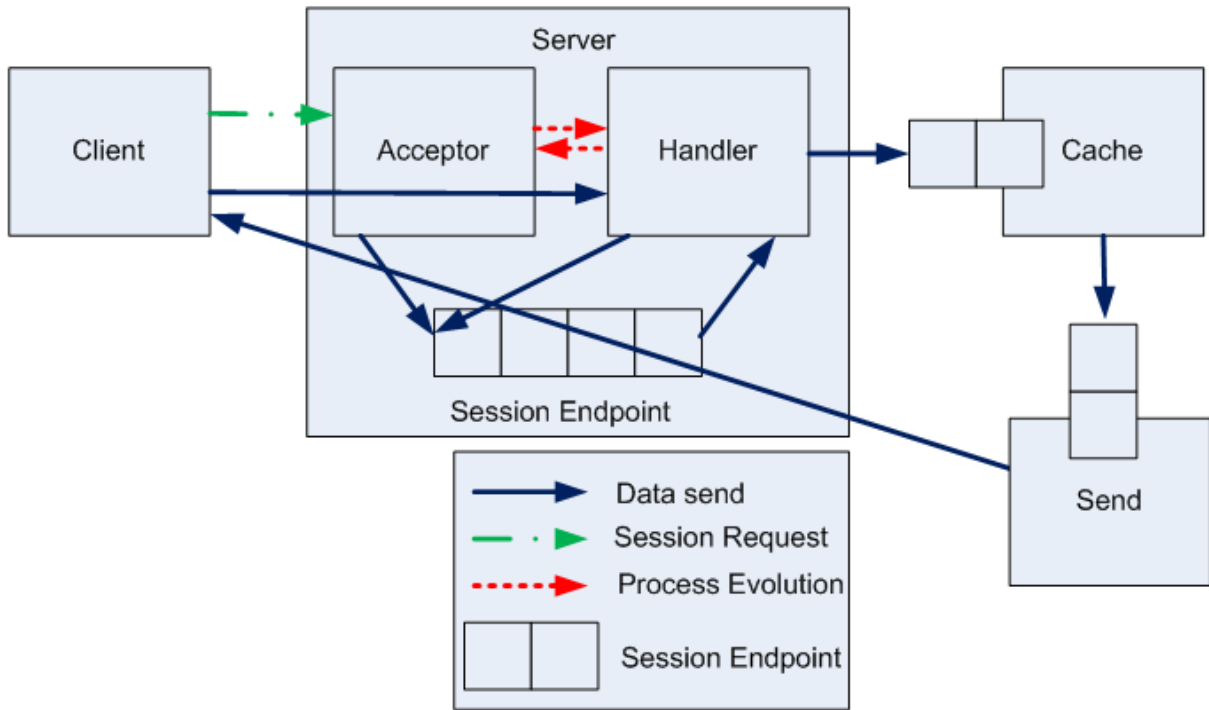 Server
Client
Acceptor
Handler
Cache
Session Endpoint
Send
Data send
Session Request
Process Evolution
Session Endpoint